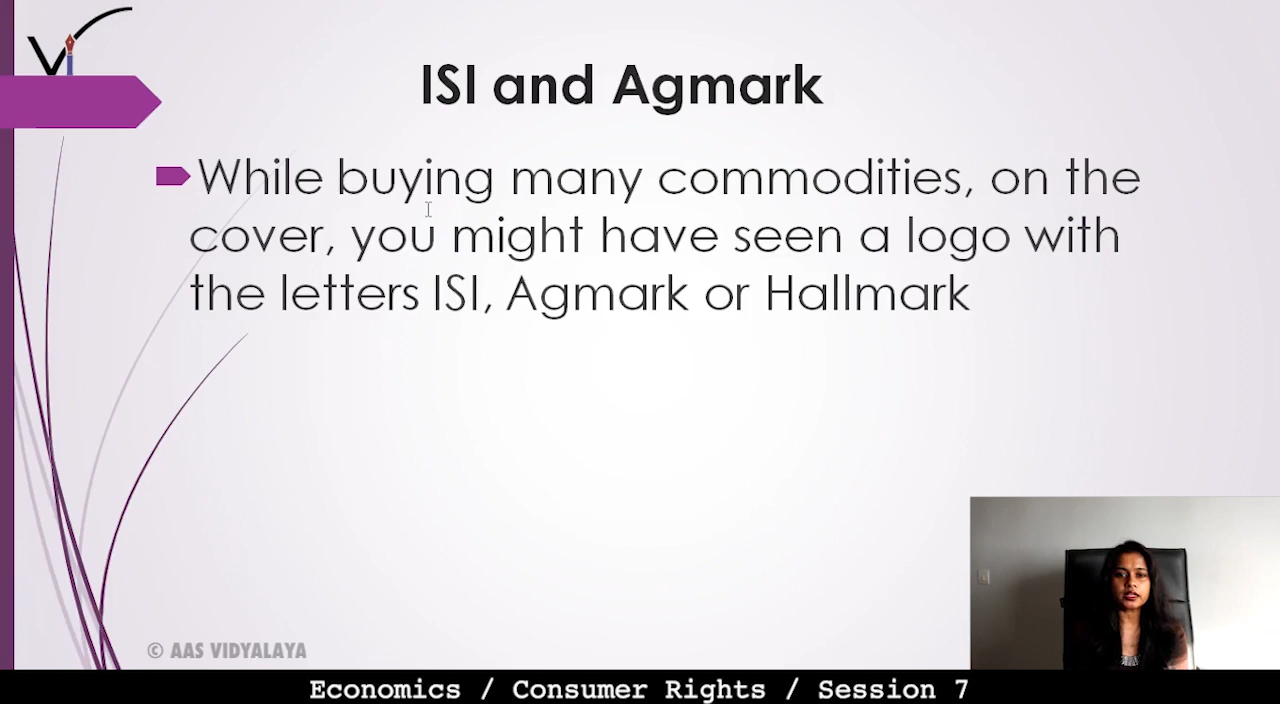 Vi
ISI and Agmark
While buying many commodities, on the
cover, you might have seen a logo with
the letters ISI, Agmark or Hallmark
© AAS VIDYALAYA
Economics / Consumer Rights / Session 7